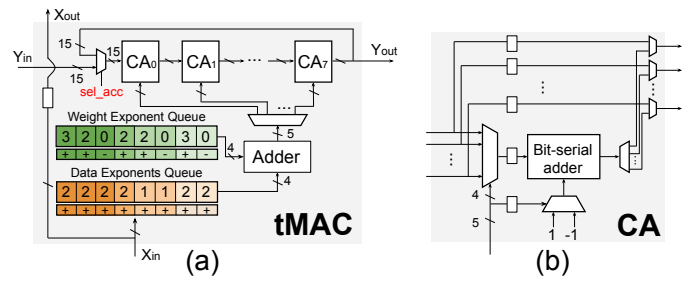 Xout
Yin
15
15
15
CA0
CA1
...
CA7
15
Yout
sel_acc
...
Weight Exponent Queue
3 2 0 2 2 0 3 0
+ + - + + - + -
4
5
Adder
Data Exponents Queue
2 2 2 2 1 1 2 2
+ + + + + + + +
4
tMAC
Xin
(a)
Bit-serial
adder
4
5
1 -1
CA
(b)